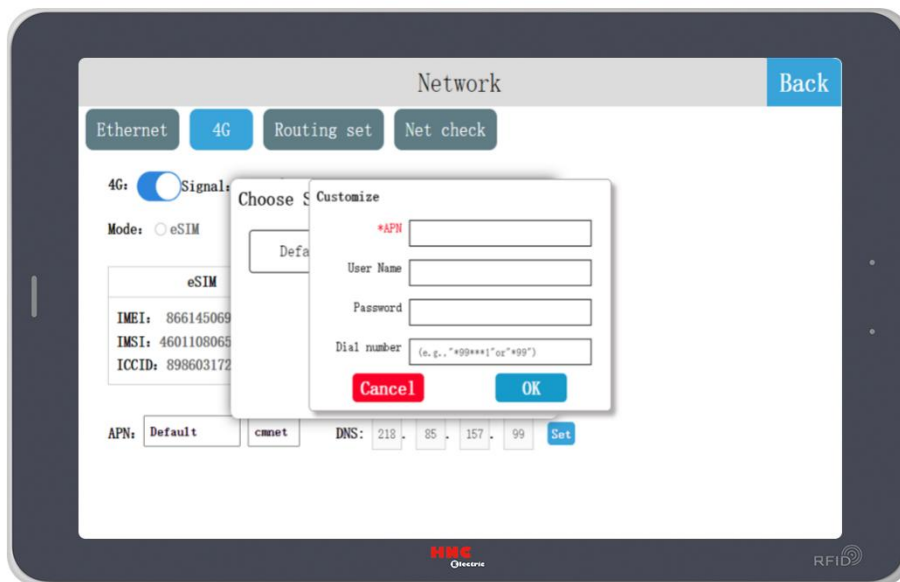 Network
Back
Ethernet
4G
Routing set
Net check
4G:
Signal:
Choose S
Customize
Mode:
eSIM
*APN
Defa
User Name
eSIM
Password
IMEI: 866145069
IMSI: 4601108065
ICCID: 898603172
Dial number
(e.g.,"*99***1"or"*99")
Cancel
OK
APN:
Default
cmnet
DNS: 218 . 85 . 157 . 99
Set
HNC
Electric
RFID